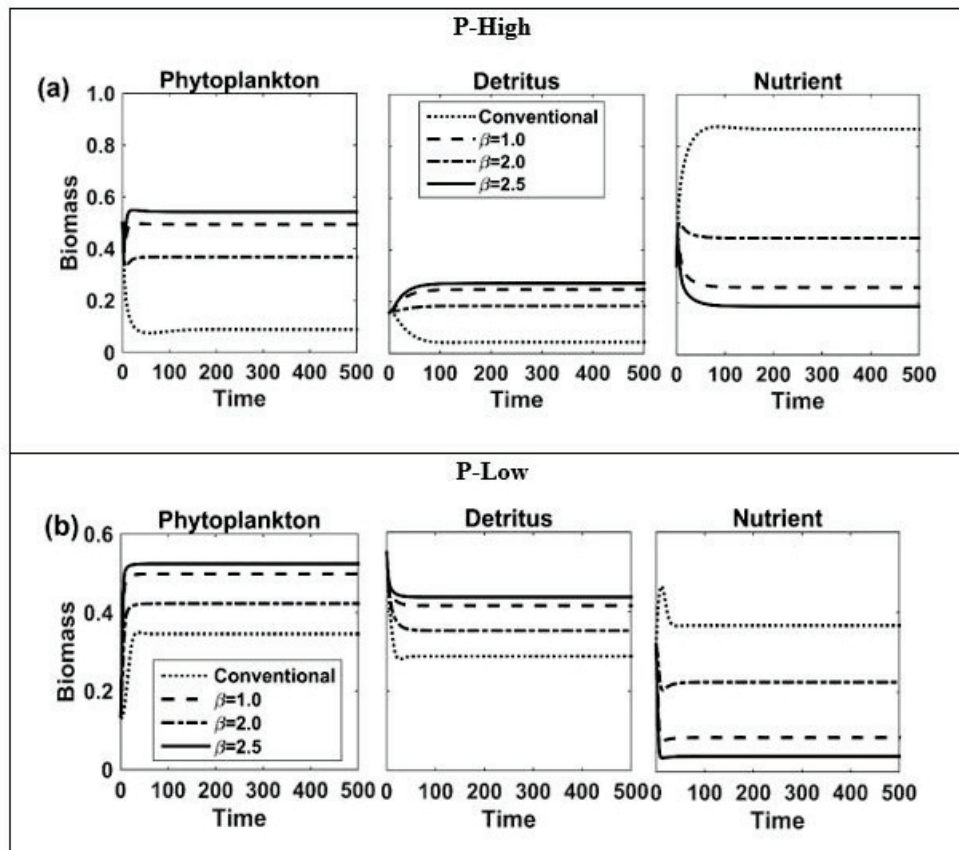 P-High
(a)
Phytoplankton
Detritus
Nutrient
Biomass
1.0
0.8
0.6
0.4
0.2
0
0 100 200 300 400 500
Time
Conventional
β=1.0
β=2.0
β=2.5
0 100 200 300 400 500
Time
0 100 200 300 400 500
Time
P-Low
(b)
Phytoplankton
Detritus
Nutrient
Biomass
0.6
0.4
0.2
0
Conventional
β=1.0
β=2.0
β=2.5
0 100 200 300 400 500
Time
0 100 200 300 400 500
Time
0 100 200 300 400 500
Time